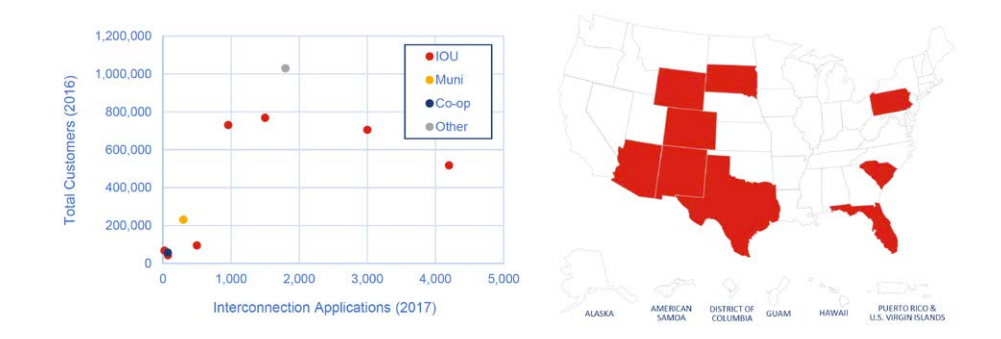 Total Customers (2016)
1,200,000
1,000,000
800,000
600,000
400,000
200,000
0
0 1,000 2,000 3,000 4,000 5,000
Interconnection Applications (2017)
IOU
Muni
Co-op
Other
ALASKA
AMERICAN
SAMOA
DISTRICT OF
COLUMBIA
GUAM
HAWAII
PUERTO RICO &
U.S. VIRGIN ISLANDS